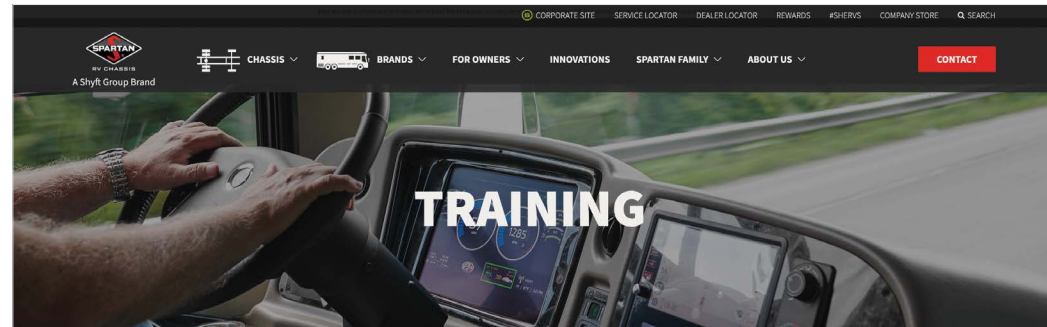 CORPORATE SITE SERVICE LOCATOR DEALER LOCATOR REWARDS #SHERVS COMPANY STORE SEARCH
SPARTAN
RV CHASSIS
A Shyft Group Brand
CHASSIS BRANDS FOR OWNERS INNOVATIONS SPARTAN FAMILY ABOUT US CONTACT
TRAINING
1285